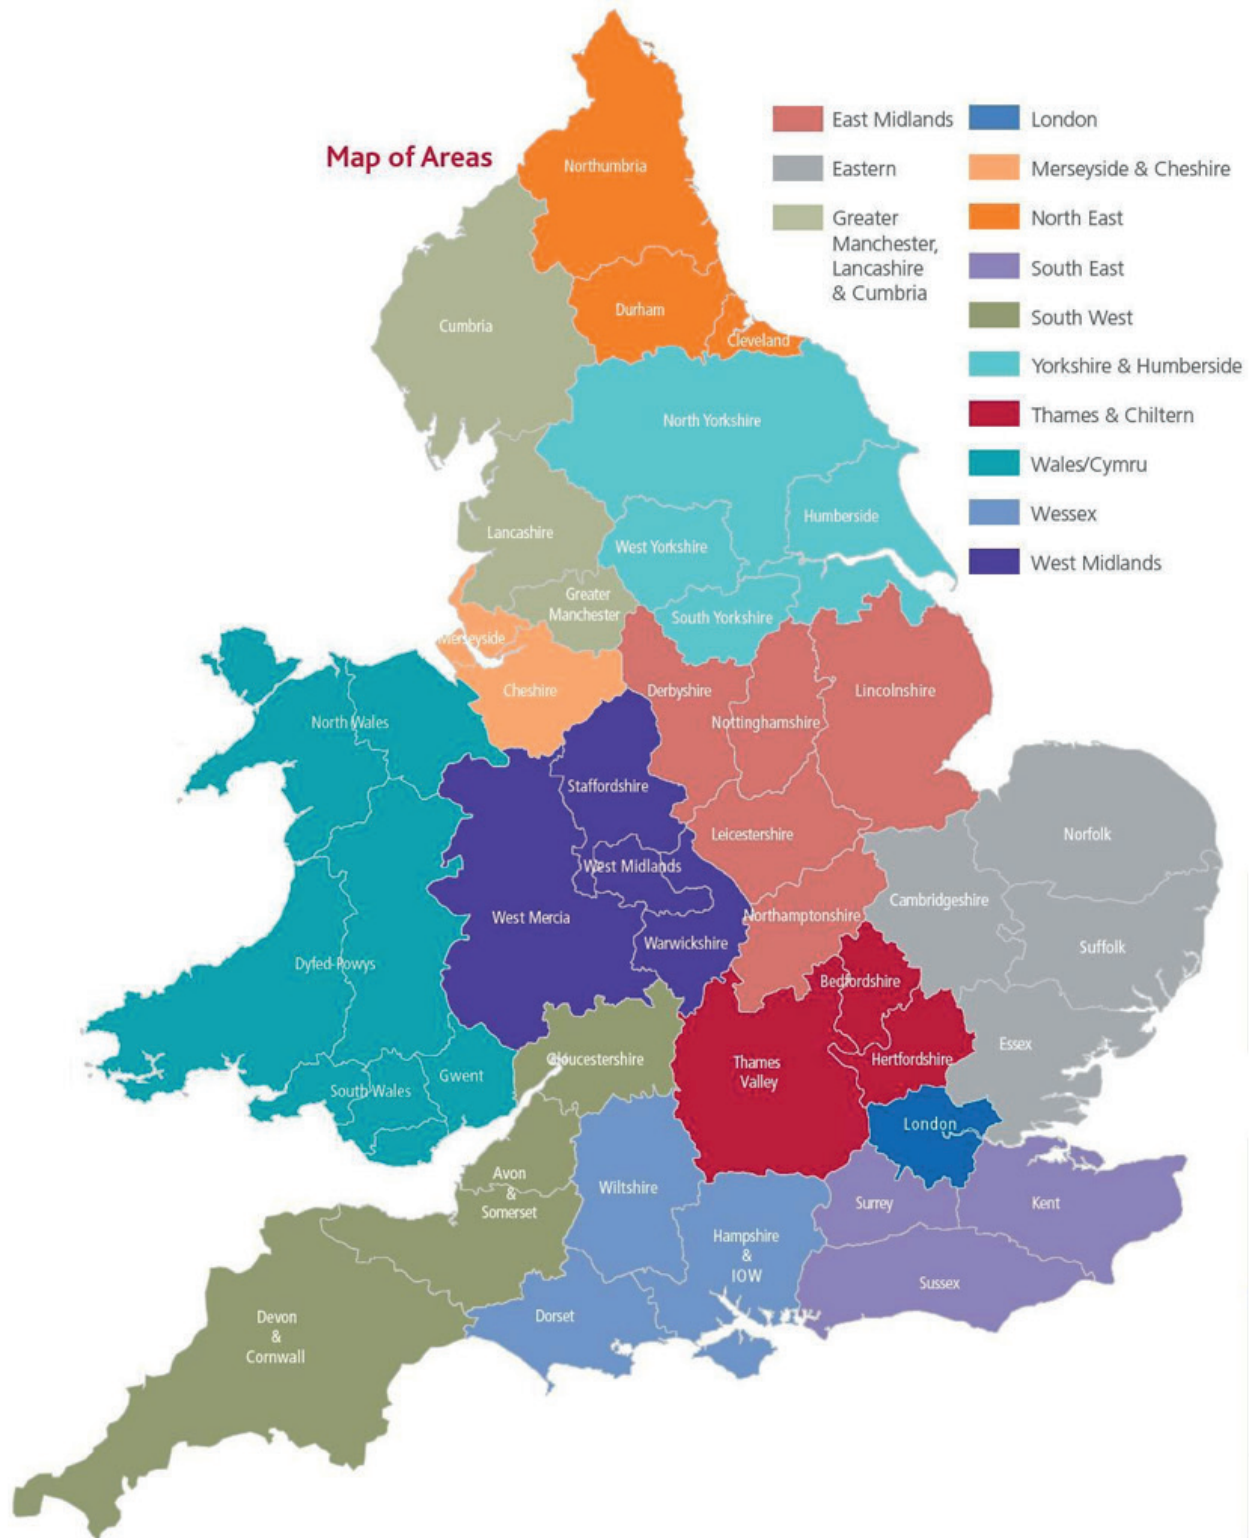 Map of Areas
East Midlands
Eastern
Greater
Manchester,
Lancashire
& Cumbria
London
Merseyside & Cheshire
North East
South East
South West
Yorkshire & Humberside
Thames & Chiltern
Wales/Cymru
Wessex
West Midlands
Northumbria
Durham
Cleveland
Cumbria
North Yorkshire
Humberside
Lancashire
West Yorkshire
Greater
Manchester
South Yorkshire
Merseyside
Cheshire
Derbyshire
Lincolnshire
North Wales
Nottinghamshire
Staffordshire
Leicestershire
Norfolk
West Midlands
Cambridgeshire
West Mercia
Northamptonshire
Warwickshire
Suffolk
Dyfed-Powys
Bedfordshire
Essex
Gloucestershire
Hertfordshire
Thames
Valley
Gwent
South Wales
London
Avon
&
Somerset
Wiltshire
Surrey
Kent
Hampshire
&
IOW
Sussex
Dorset
Devon
&
Cornwall